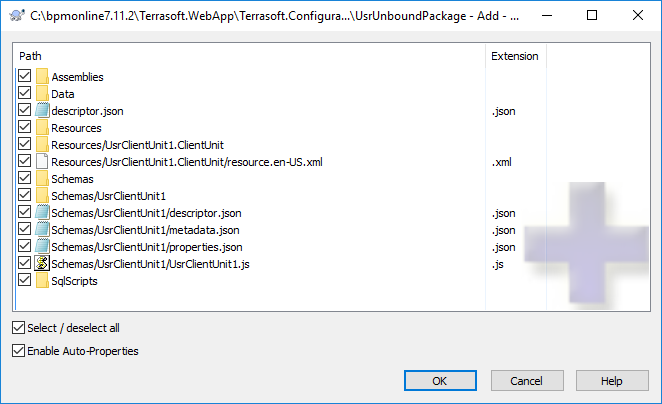 C:\bpmonline7.11.2\Terrasoft.WebApp\Terrasoft.Configura...\UsrUnboundPackage - Add - ...
Path Extension
Assemblies
Data
descriptor.json .json
Resources
Resources/UsrClientUnit1.ClientUnit
Resources/UsrClientUnit1.ClientUnit/resource.en-US.xml .xml
Schemas
Schemas/UsrClientUnit1
Schemas/UsrClientUnit1/descriptor.json .json
Schemas/UsrClientUnit1/metadata.json .json
Schemas/UsrClientUnit1/properties.json .json
Schemas/UsrClientUnit1/UsrClientUnit1.js .js
SqlScripts
Select / deselect all
Enable Auto-Properties
OK Cancel Help